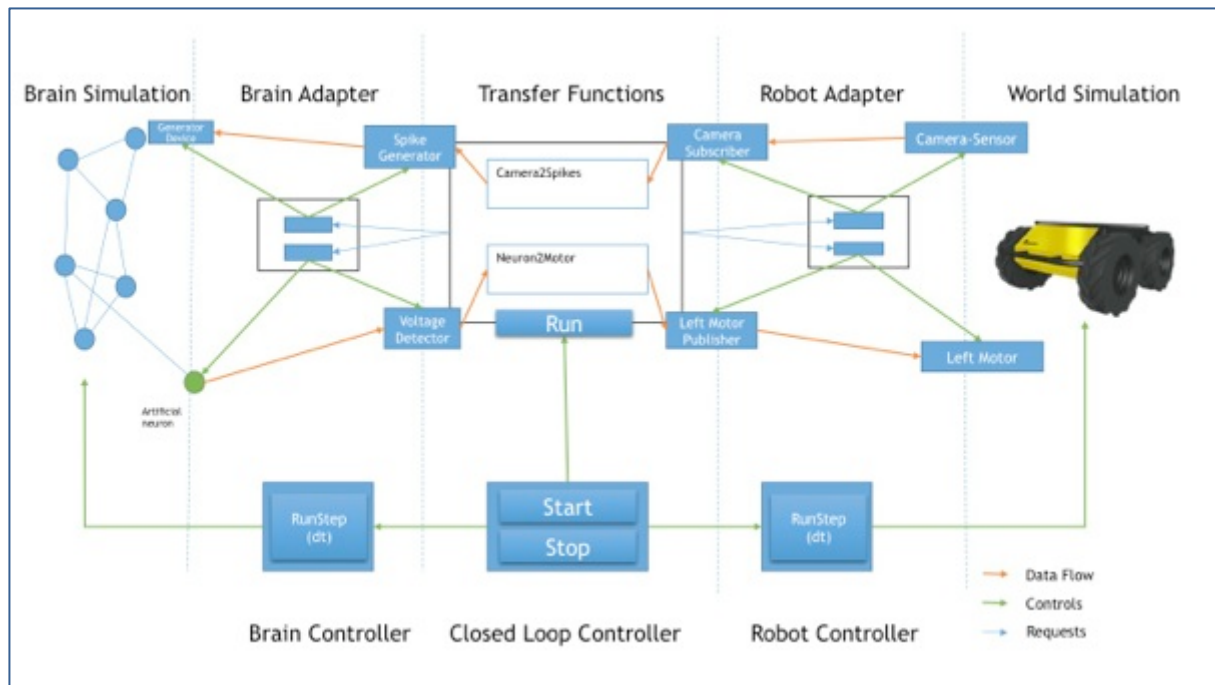 Brain Simulation
Brain Adapter
Transfer Functions
Robot Adapter
World Simulation
Generator
Device
Spike
Generator
Camera
Subscriber
Camera-Sensor
Camera2Spikes
Neuron2Motor
Voltage
Detector
Run
Left Motor
Publisher
Left Motor
Artificial
neuron
RunStep
(dt)
Start
Stop
RunStep
(dt)
Data Flow
Controls
Requests
Brain Controller
Closed Loop Controller
Robot Controller